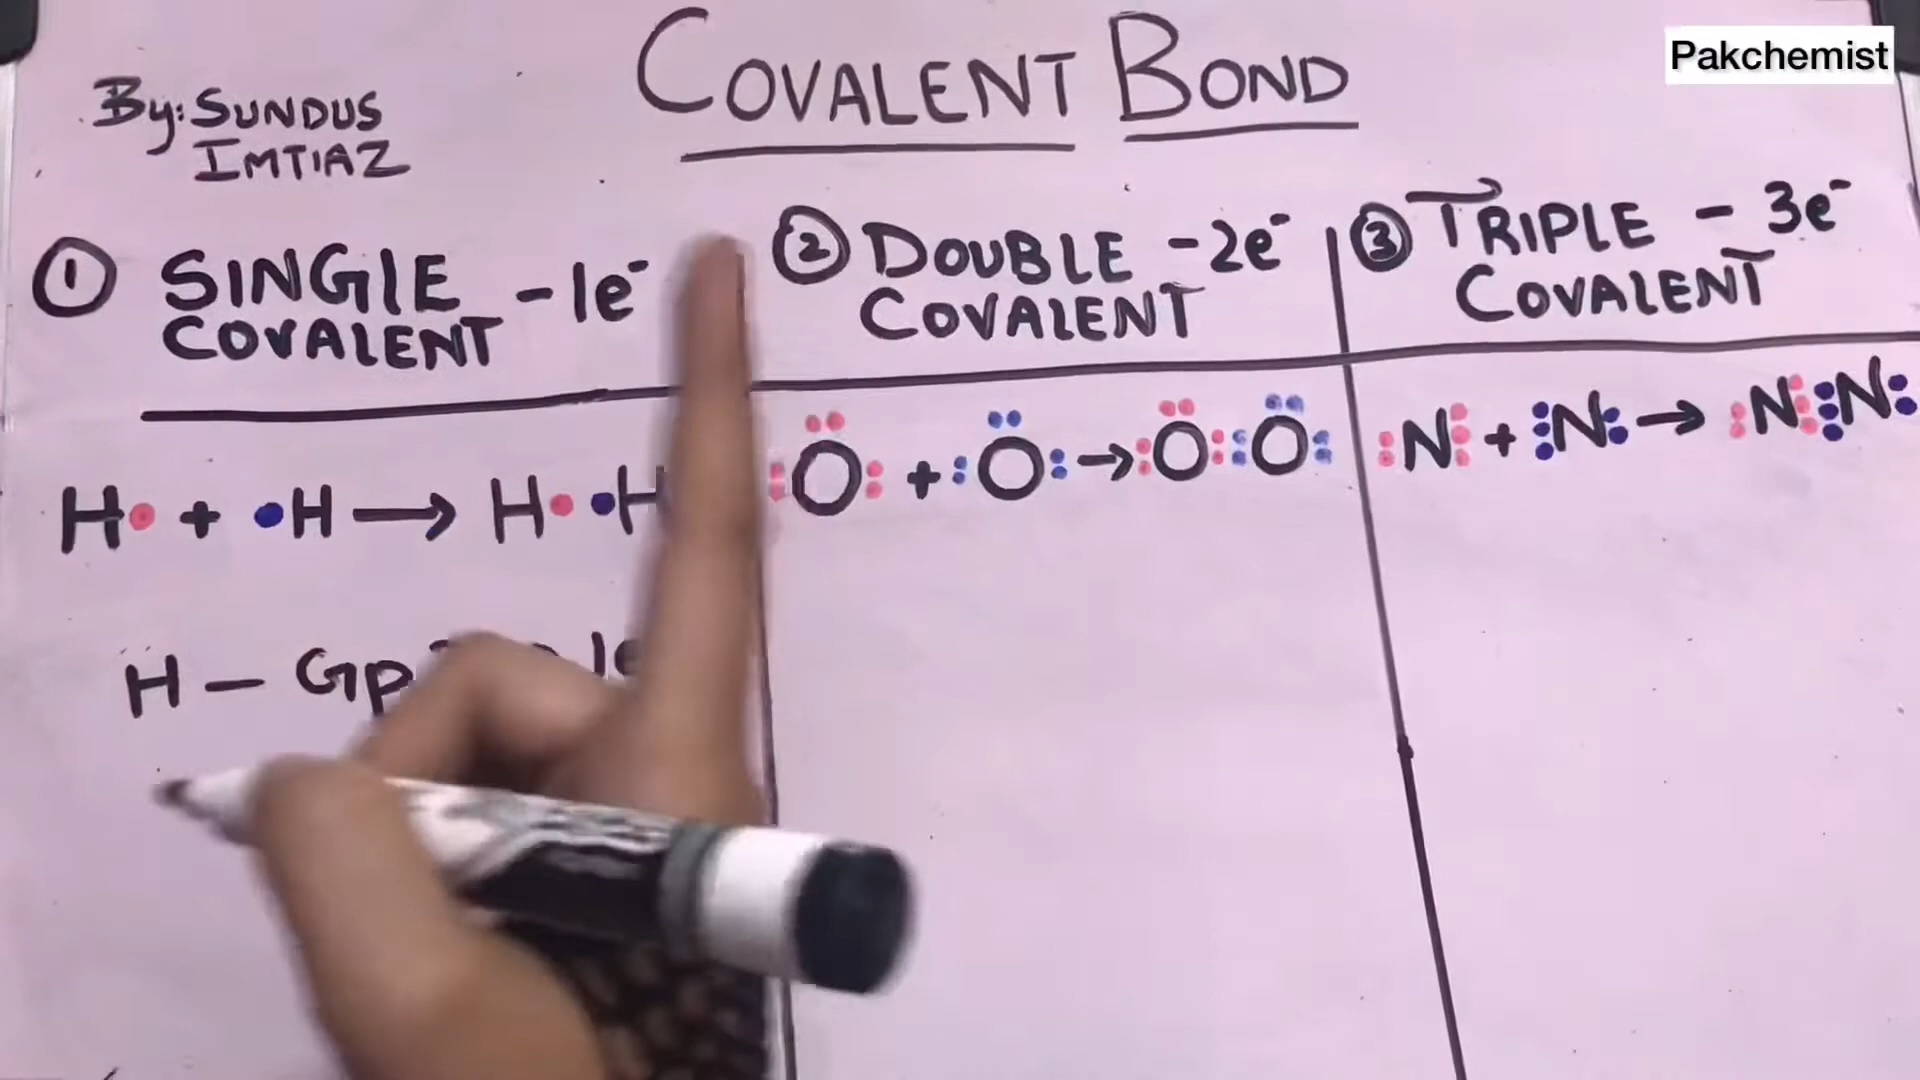 Pakchemist
COVALENT BOND
By: SUNDUS
IMTIAZ
① SINGLE
COVALENT - 1e⁻
② DOUBLE - 2e⁻
COVALENT
③ TRIPLE - 3e⁻
COVALENT
H• + •H → H• •H
:Ö: + :Ö: → :Ö::Ö:
:N⋮ + ⋮N: → :N⋮⋮N:
H - Gp